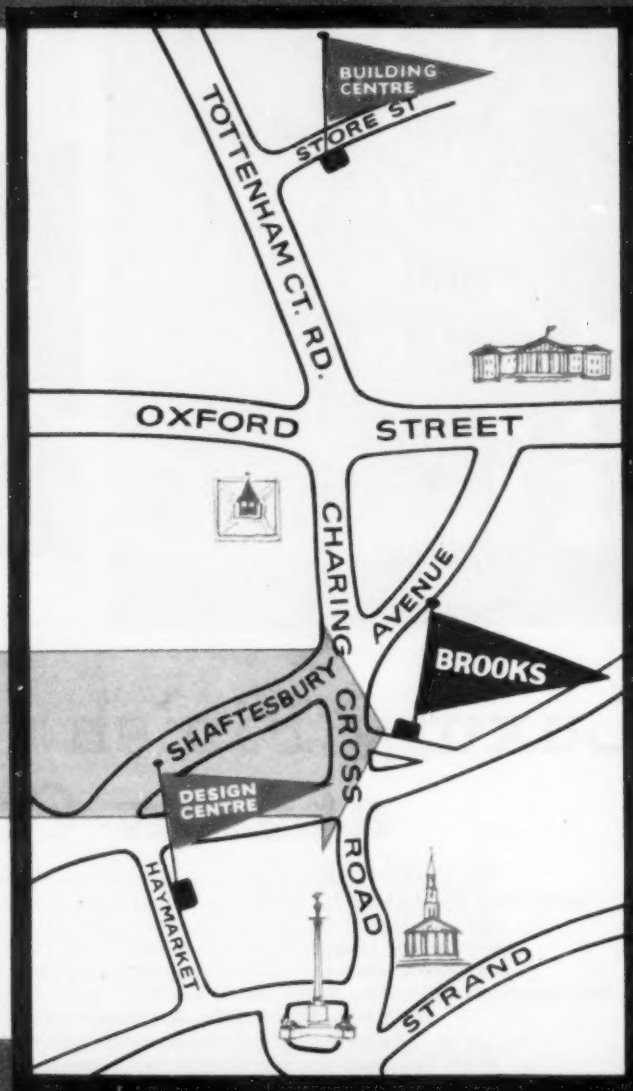 BUILDING
CENTRE
STORE ST
TOTTENHAM CT. RD.
OXFORD STREET
CHARING CROSS ROAD
SHAFTESBURY AVENUE
BROOKS
DESIGN
CENTRE
HAYMARKET
STRAND